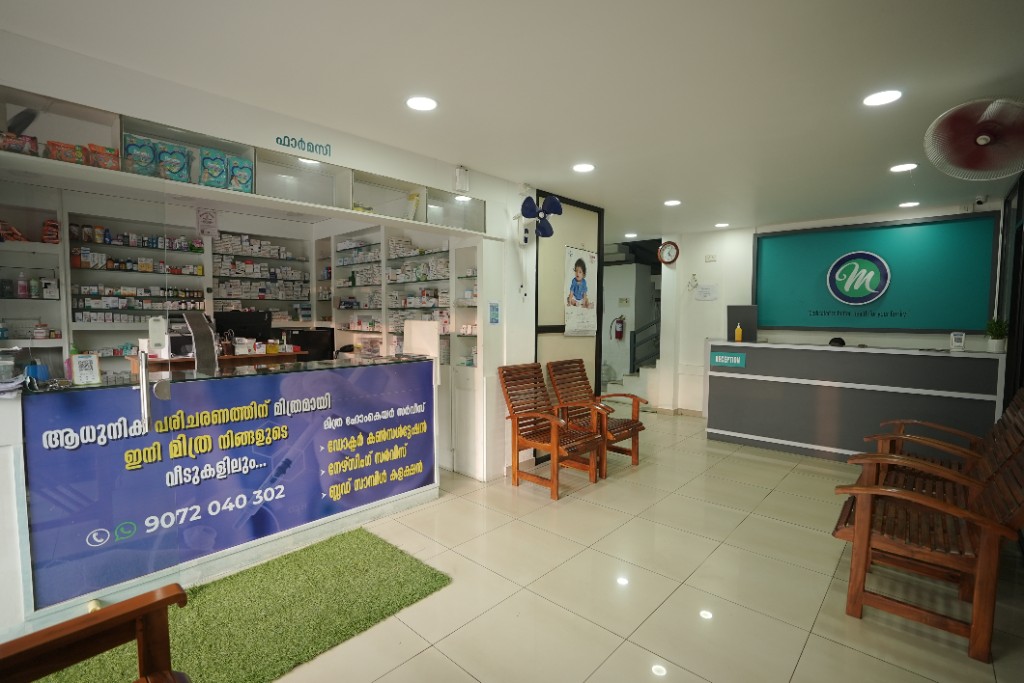 ഫാർമസി
ആധുനിക പരിചരണത്തിന് മിത്രമായി
ഇനി മിത്ര നിങ്ങളുടെ
വീടുകളിലും...
9072 040 302
മിത്ര ഹോംകെയർ സർവീസ്
➤ ഡോക്ടർ കൺസൾട്ടേഷൻ
➤ നേഴ്സിംഗ് സർവീസ്
➤ ബ്ലഡ് സാമ്പിൾ കളക്ഷൻ
m
RECEPTION